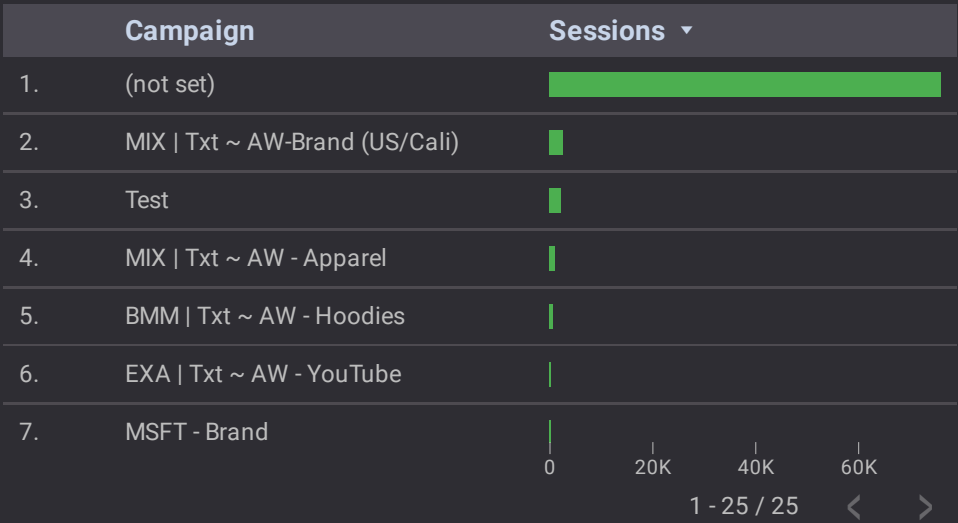 Campaign Sessions
1. (not set)
2. MIX | Txt ~ AW-Brand (US/Cali)
3. Test
4. MIX | Txt ~ AW - Apparel
5. BMM | Txt ~ AW - Hoodies
6. EXA | Txt ~ AW - YouTube
7. MSFT - Brand
0 20K 40K 60K
1 - 25 / 25